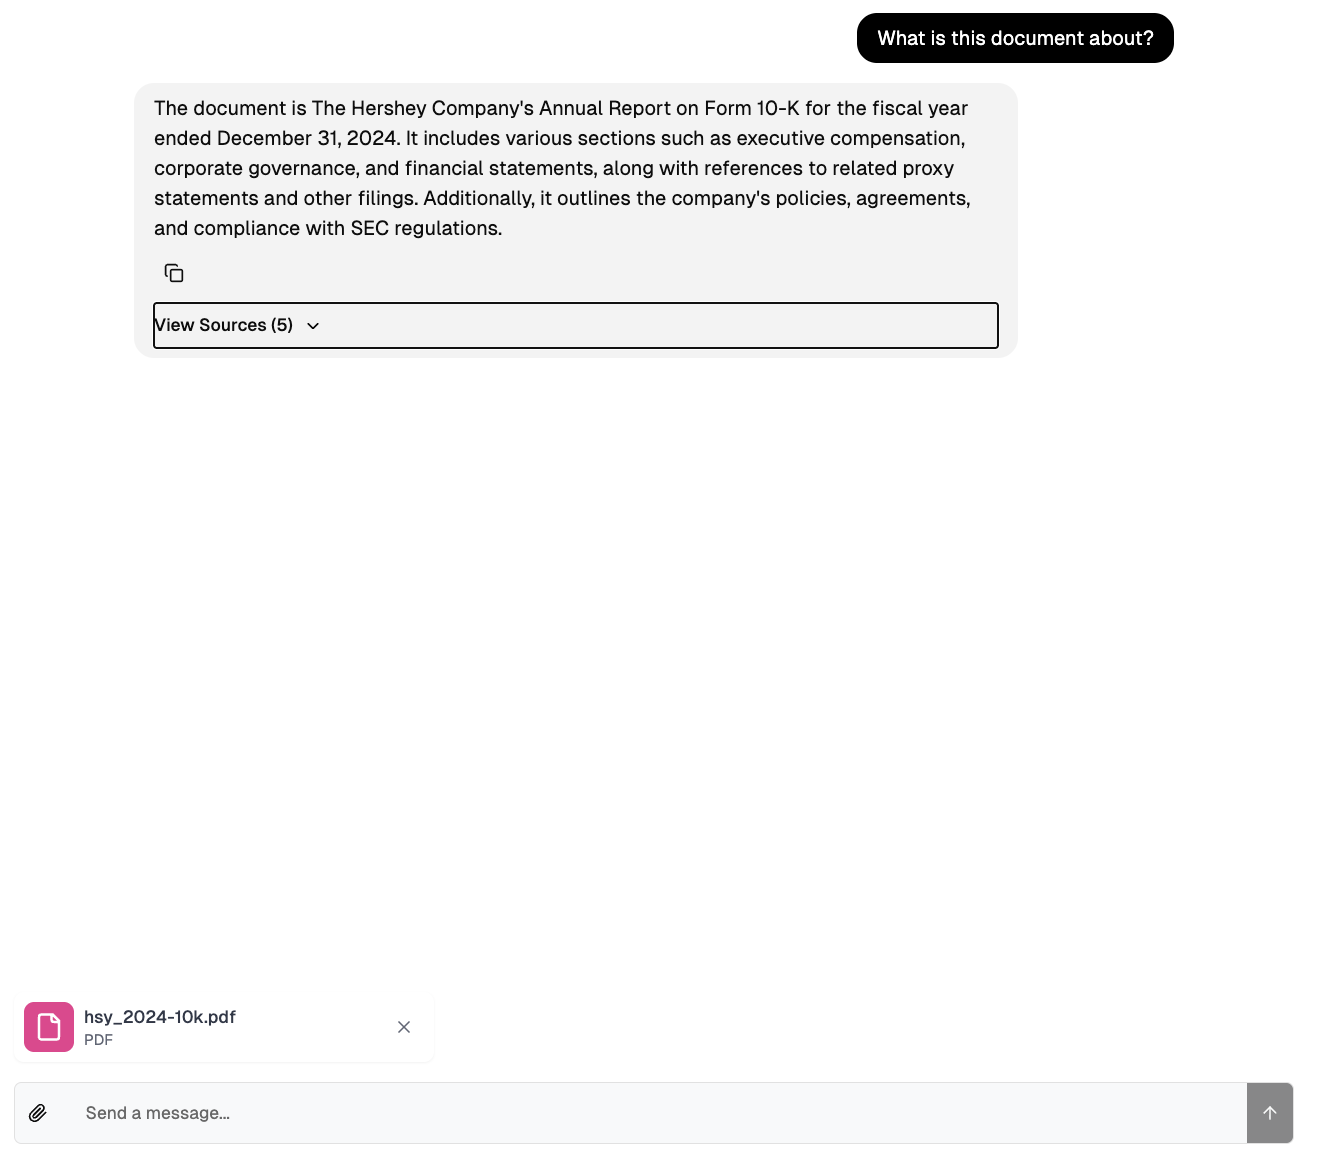 What is this document about?
The document is The Hershey Company's Annual Report on Form 10-K for the fiscal year
ended December 31, 2024. It includes various sections such as executive compensation,
corporate governance, and financial statements, along with references to related proxy
statements and other filings. Additionally, it outlines the company's policies, agreements,
and compliance with SEC regulations.
View Sources (5)
hsy_2024-10k.pdf
PDF
Send a message...